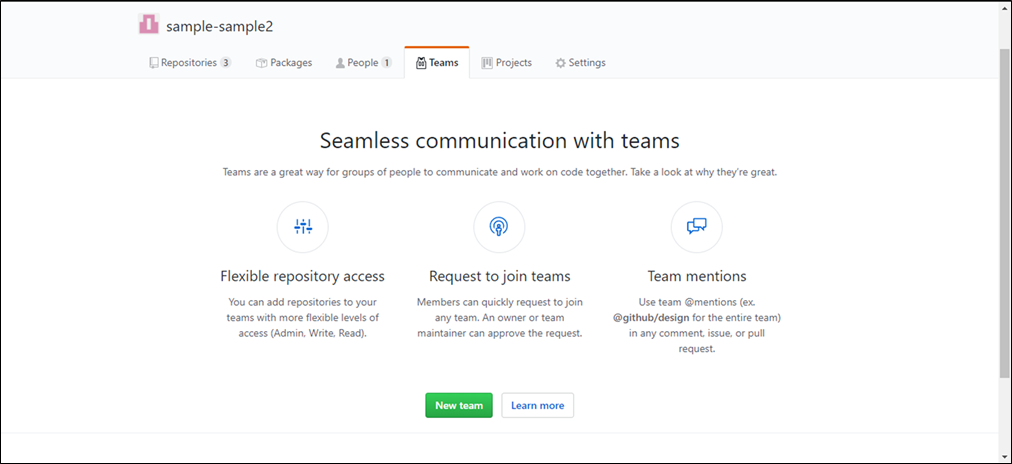 sample-sample2
Repositories 3 Packages People 1 Teams Projects Settings
Seamless communication with teams
Teams are a great way for groups of people to communicate and work on code together. Take a look at why they're great.
Flexible repository access
You can add repositories to your
teams with more flexible levels of
access (Admin, Write, Read).
Request to join teams
Members can quickly request to join
any team. An owner or team
maintainer can approve the request.
Team mentions
Use team @mentions (ex.
@github/design for the entire team)
in any comment, issue, or pull
request.
New team Learn more